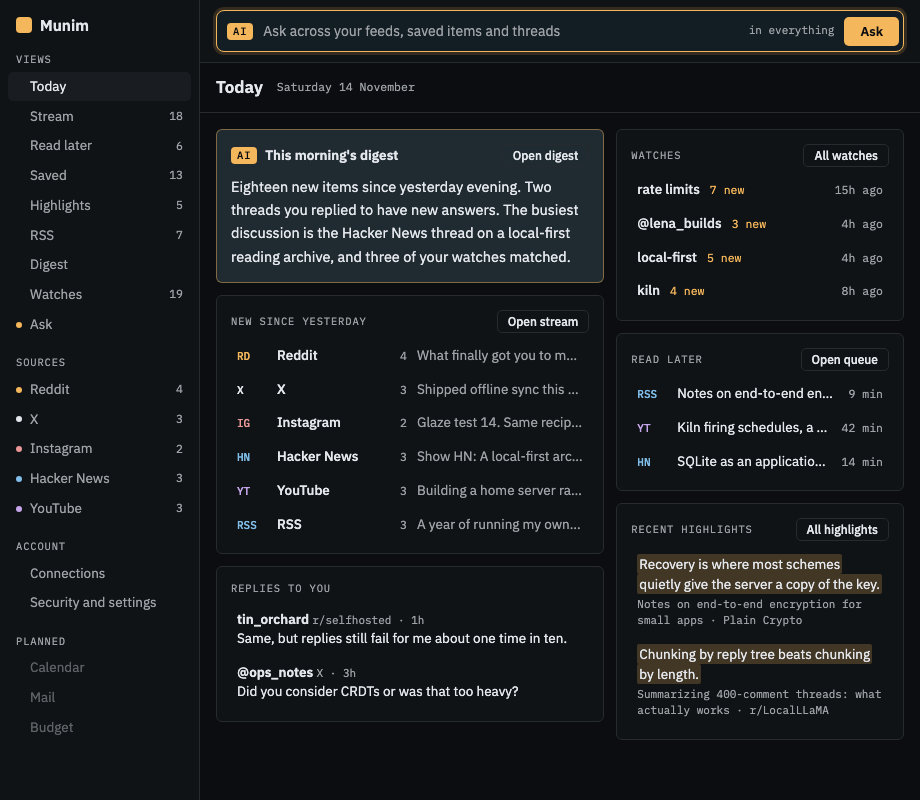 Munim
VIEWS
Today
Stream 18
Read later 6
Saved 13
Highlights 5
RSS 7
Digest
Watches 19
Ask
SOURCES
Reddit 4
X 3
Instagram 2
Hacker News 3
YouTube 3
ACCOUNT
Connections
Security and settings
PLANNED
Calendar
Mail
Budget
AI Ask across your feeds, saved items and threads in everything Ask
Today Saturday 14 November
AI This morning's digest Open digest
Eighteen new items since yesterday evening. Two
threads you replied to have new answers. The busiest
discussion is the Hacker News thread on a local-first
reading archive, and three of your watches matched.
NEW SINCE YESTERDAY Open stream
RD Reddit 4 What finally got you to m...
X X 3 Shipped offline sync this ...
IG Instagram 2 Glaze test 14. Same recip...
HN Hacker News 3 Show HN: A local-first arc...
YT YouTube 3 Building a home server ra...
RSS RSS 3 A year of running my own...
REPLIES TO YOU
tin_orchard r/selfhosted · 1h
Same, but replies still fail for me about one time in ten.
@ops_notes X · 3h
Did you consider CRDTs or was that too heavy?
WATCHES All watches
rate limits 7 new 15h ago
@lena_builds 3 new 4h ago
local-first 5 new 4h ago
kiln 4 new 8h ago
READ LATER Open queue
RSS Notes on end-to-end en... 9 min
YT Kiln firing schedules, a ... 42 min
HN SQLite as an applicatio... 14 min
RECENT HIGHLIGHTS All highlights
Recovery is where most schemes
quietly give the server a copy of the key.
Notes on end-to-end encryption for
small apps · Plain Crypto
Chunking by reply tree beats chunking
by length.
Summarizing 400-comment threads: what
actually works · r/LocalLLaMA